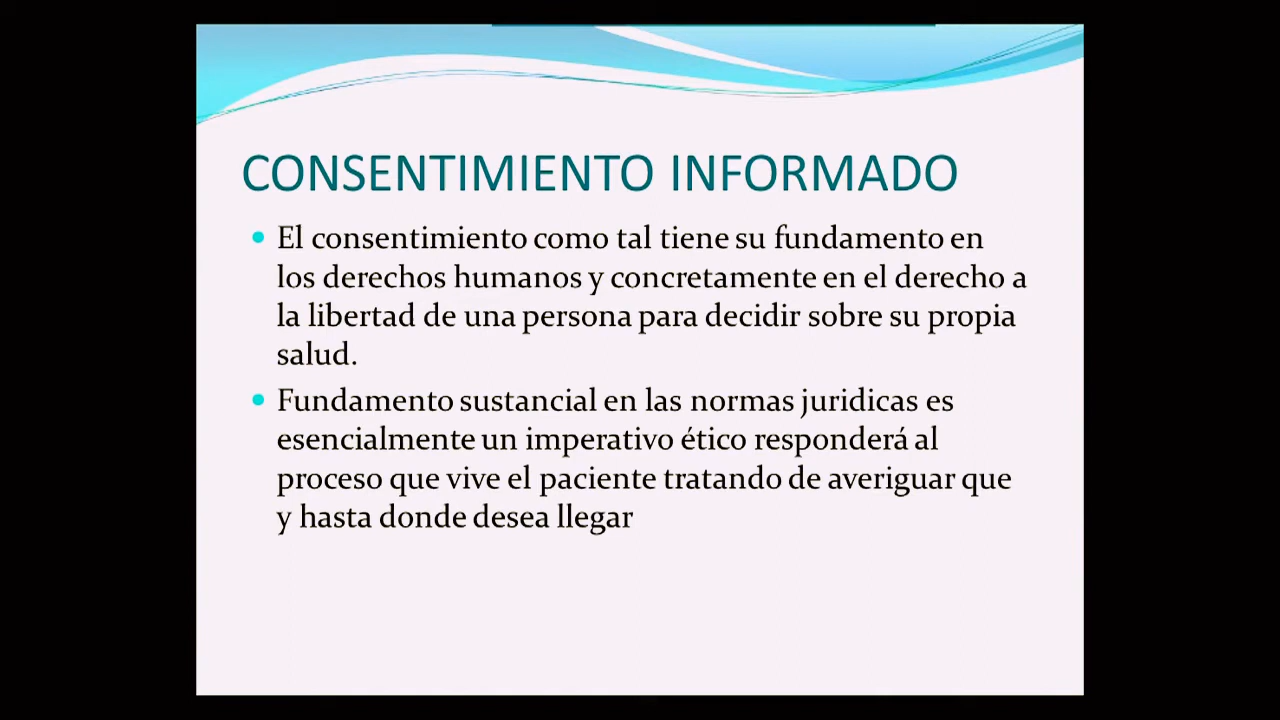 CONSENTIMIENTO INFORMADO
• El consentimiento como tal tiene su fundamento en
los derechos humanos y concretamente en el derecho a
la libertad de una persona para decidir sobre su propia
salud.
• Fundamento sustancial en las normas juridicas es
esencialmente un imperativo ético responderá al
proceso que vive el paciente tratando de averiguar que
y hasta donde desea llegar